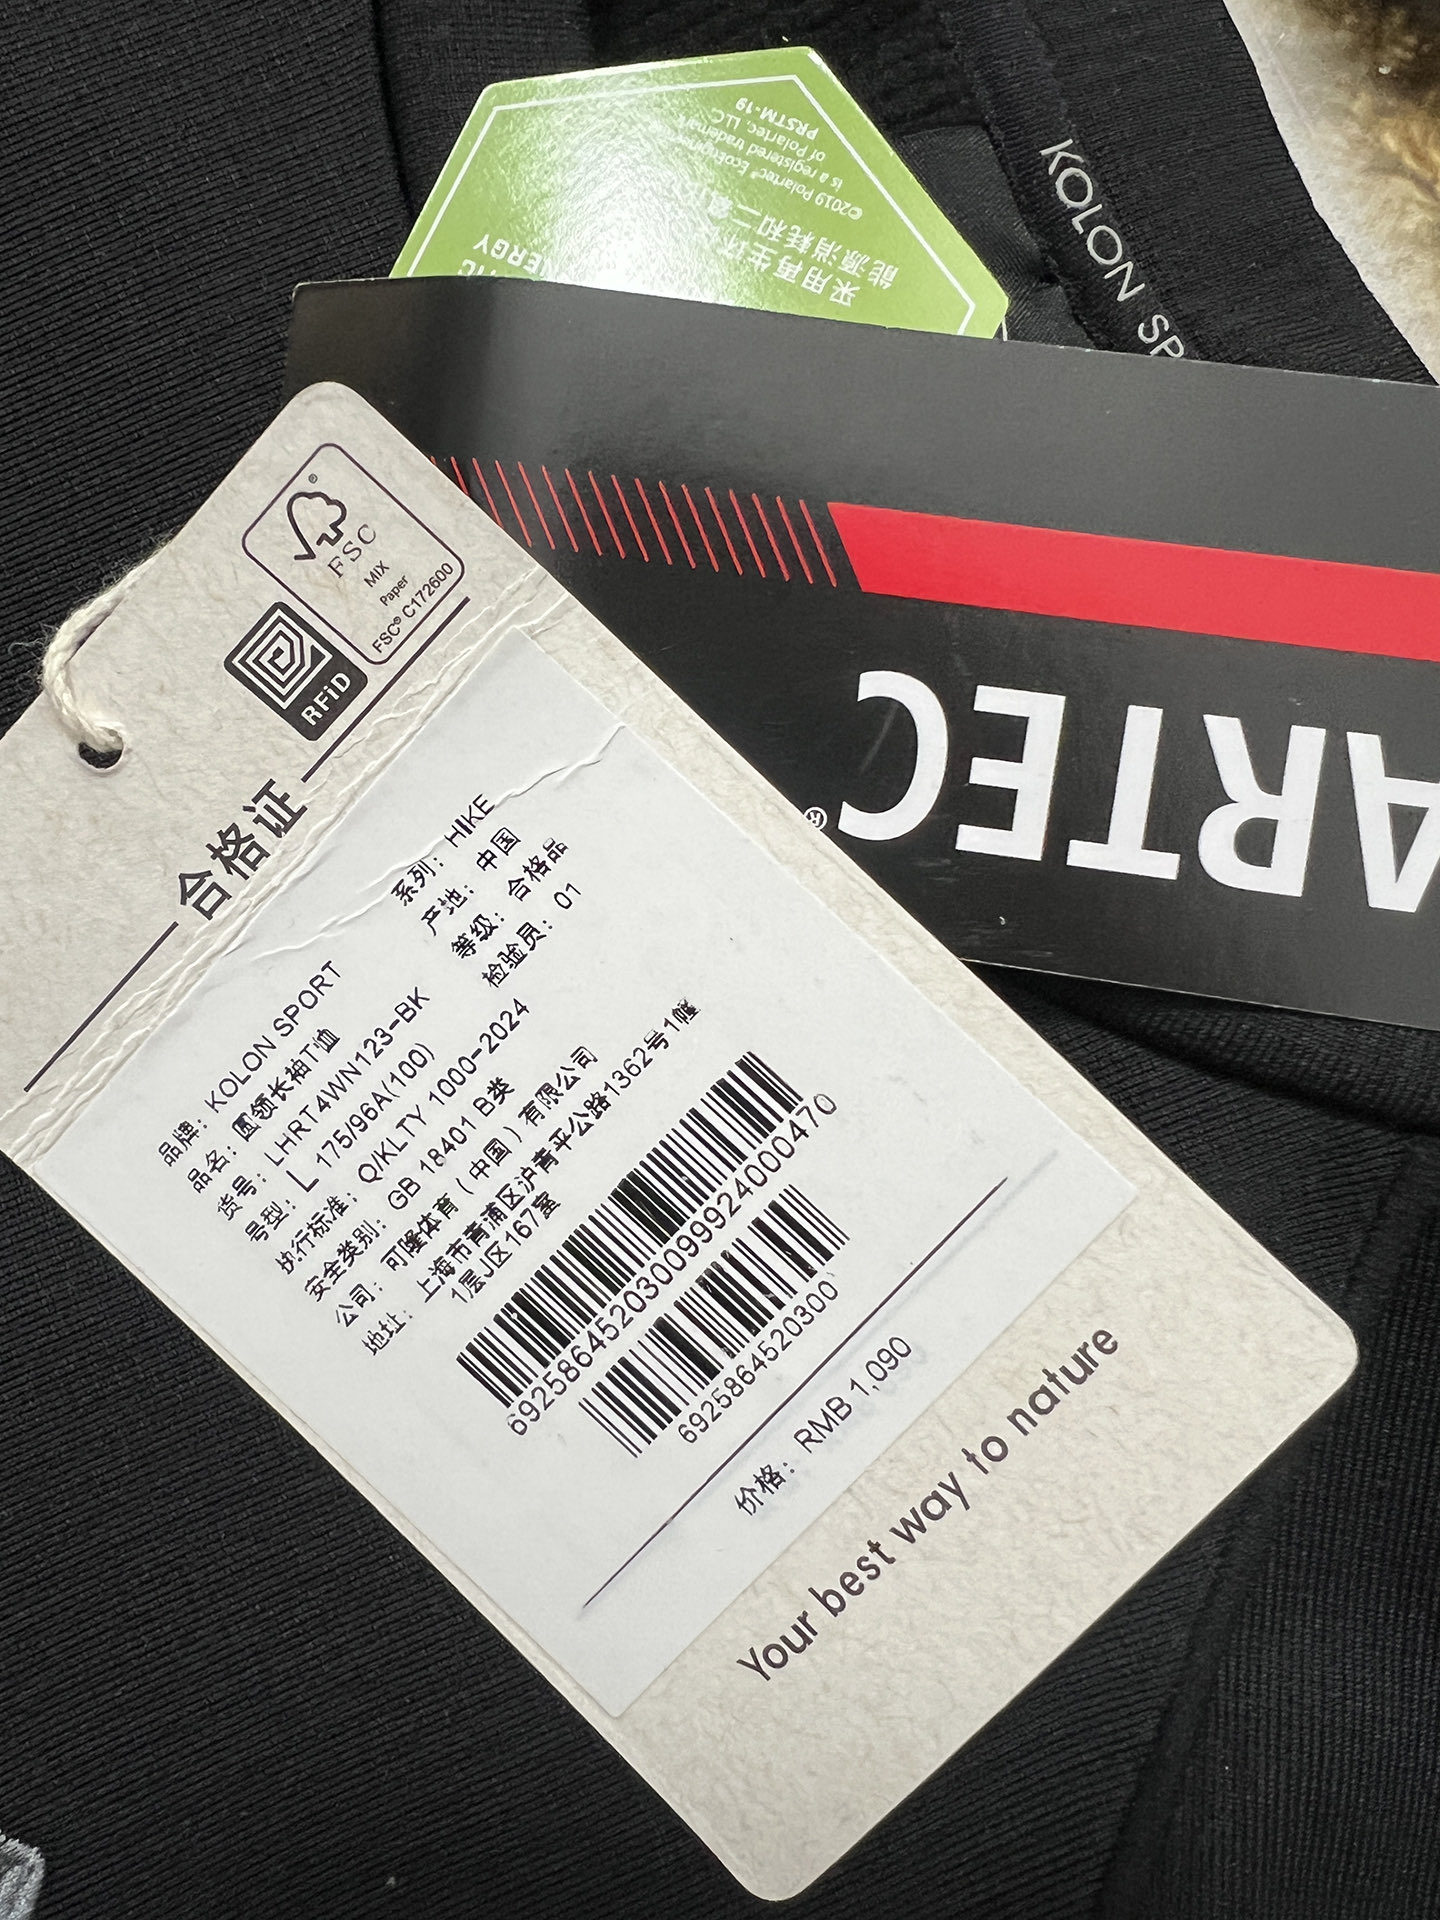 PRSTM-19
of Polartec, LLC.
is a registered trademark
©2019 Polartec® EcoEngine
能源消耗和二氧
采用再生环
NERGY
KOLON SP
ARTEC®
FSC®
MIX
Paper
FSC® C172600
RFiD
合格证
系列：HIKE
产地：中国
等级：合格品
检验员：01
品牌：KOLON SPORT
品名：圆领长袖T恤
货号：LHRT4WN123-BK
号型：L 175/96A(100)
执行标准：Q/KLTY 1000-2024
安全类别：GB 18401 B类
公司：可隆体育（中国）有限公司
地址：上海市青浦区沪青平公路1362号1幢
1层J区167室
6925864520300999240000470
6925864520300
价格：RMB 1,090
Your best way to nature